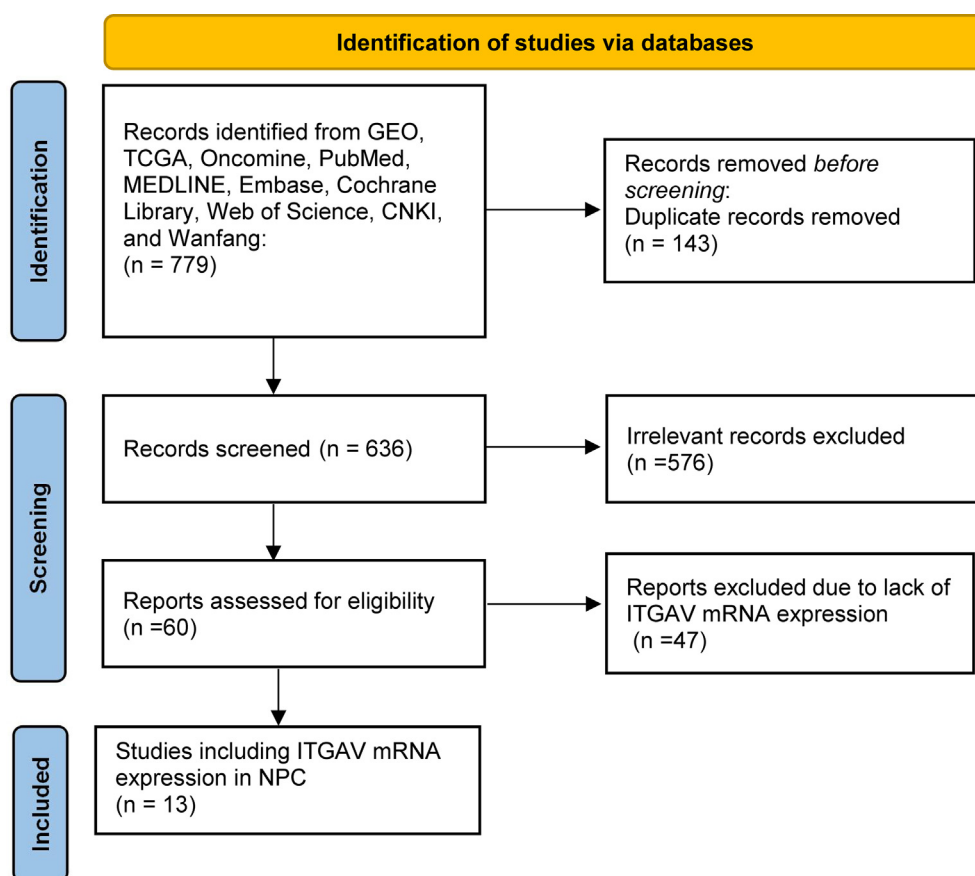 Identification of studies via databases
Identification
Records identified from GEO,
TCGA, Oncomine, PubMed,
MEDLINE, Embase, Cochrane
Library, Web of Science, CNKI,
and Wanfang:
(n = 779)
Records removed before
screening:
Duplicate records removed
(n = 143)
Screening
Records screened (n = 636)
Irrelevant records excluded
(n =576)
Reports assessed for eligibility
(n =60)
Reports excluded due to lack of
ITGAV mRNA expression
(n =47)
Included
Studies including ITGAV mRNA
expression in NPC
(n = 13)